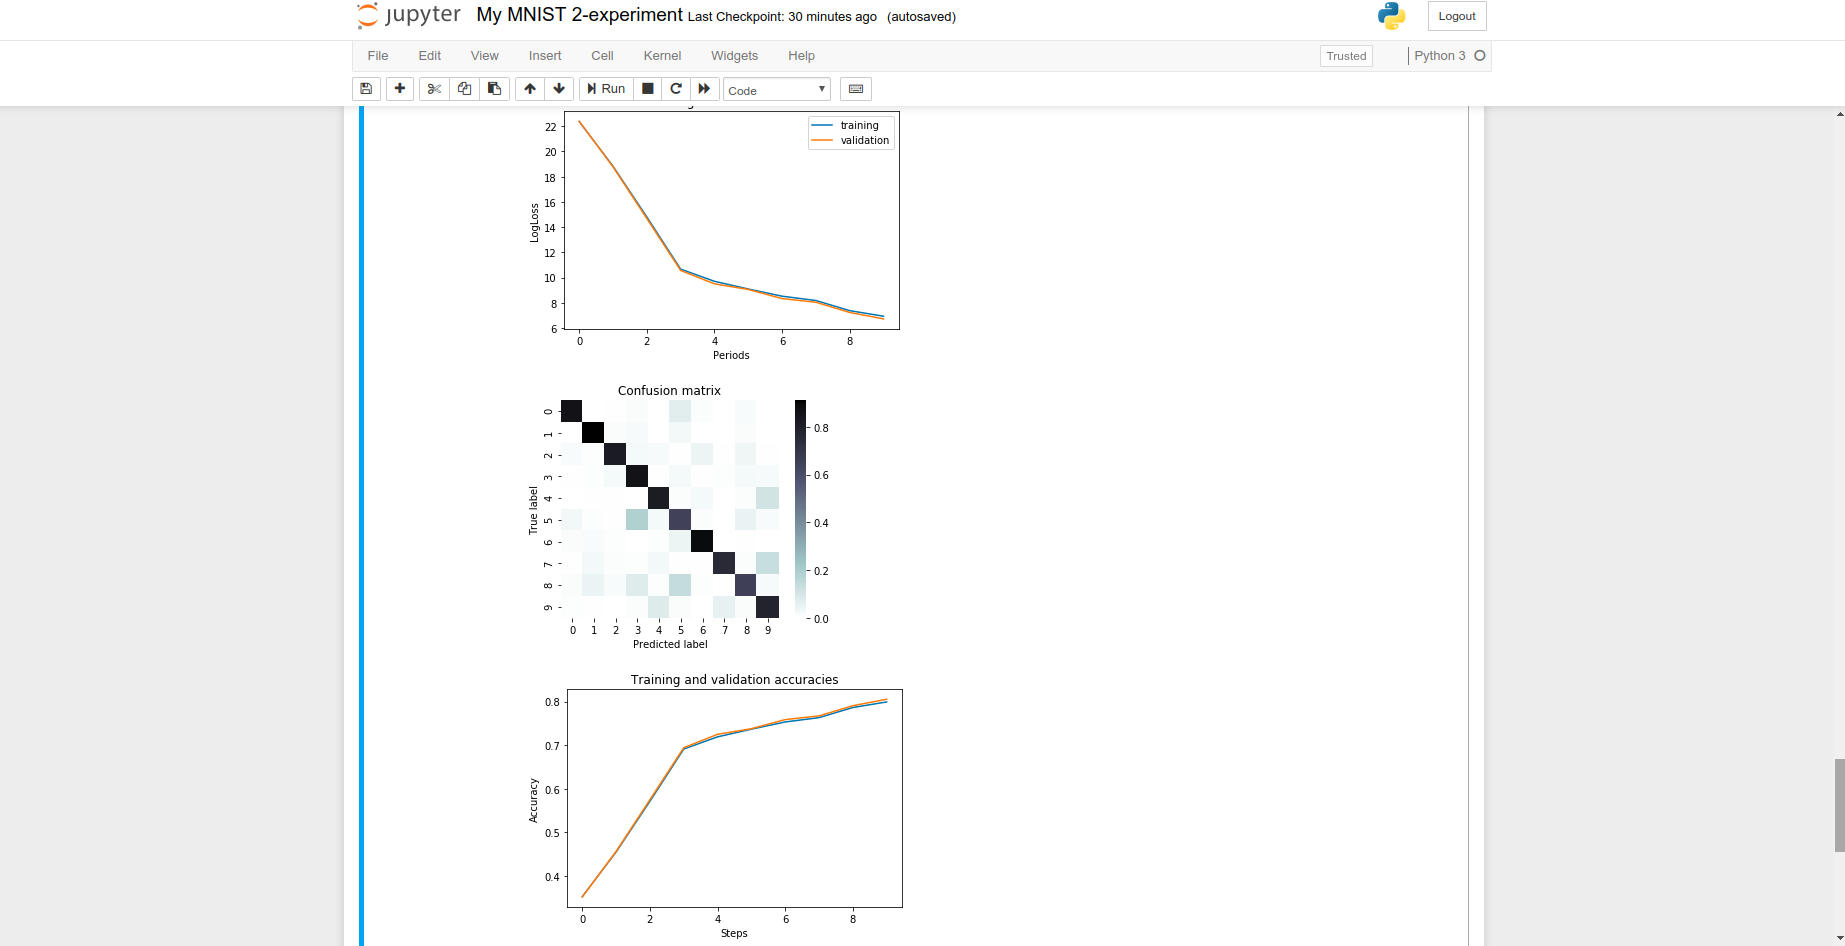 jupyter My MNIST 2-experiment Last Checkpoint: 30 minutes ago (autosaved) Logout
File Edit View Insert Cell Kernel Widgets Help Trusted Python 3
Run Code
training
validation
22
20
18
16
14
12
10
8
6
LogLoss
0 2 4 6 8
Periods
Confusion matrix
0
1
2
3
4
5
6
7
8
9
True label
0.8
0.6
0.4
0.2
0.0
0 1 2 3 4 5 6 7 8 9
Predicted label
Training and validation accuracies
0.8
0.7
0.6
0.5
0.4
Accuracy
0 2 4 6 8
Steps